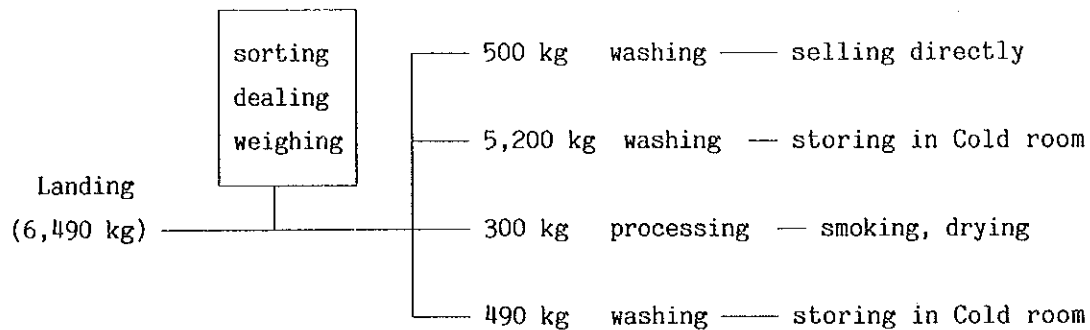 sorting
dealing
weighing
Landing
(6,490 kg)
500 kg washing selling directly
5,200 kg washing storing in Cold room
300 kg processing smoking, drying
490 kg washing storing in Cold room